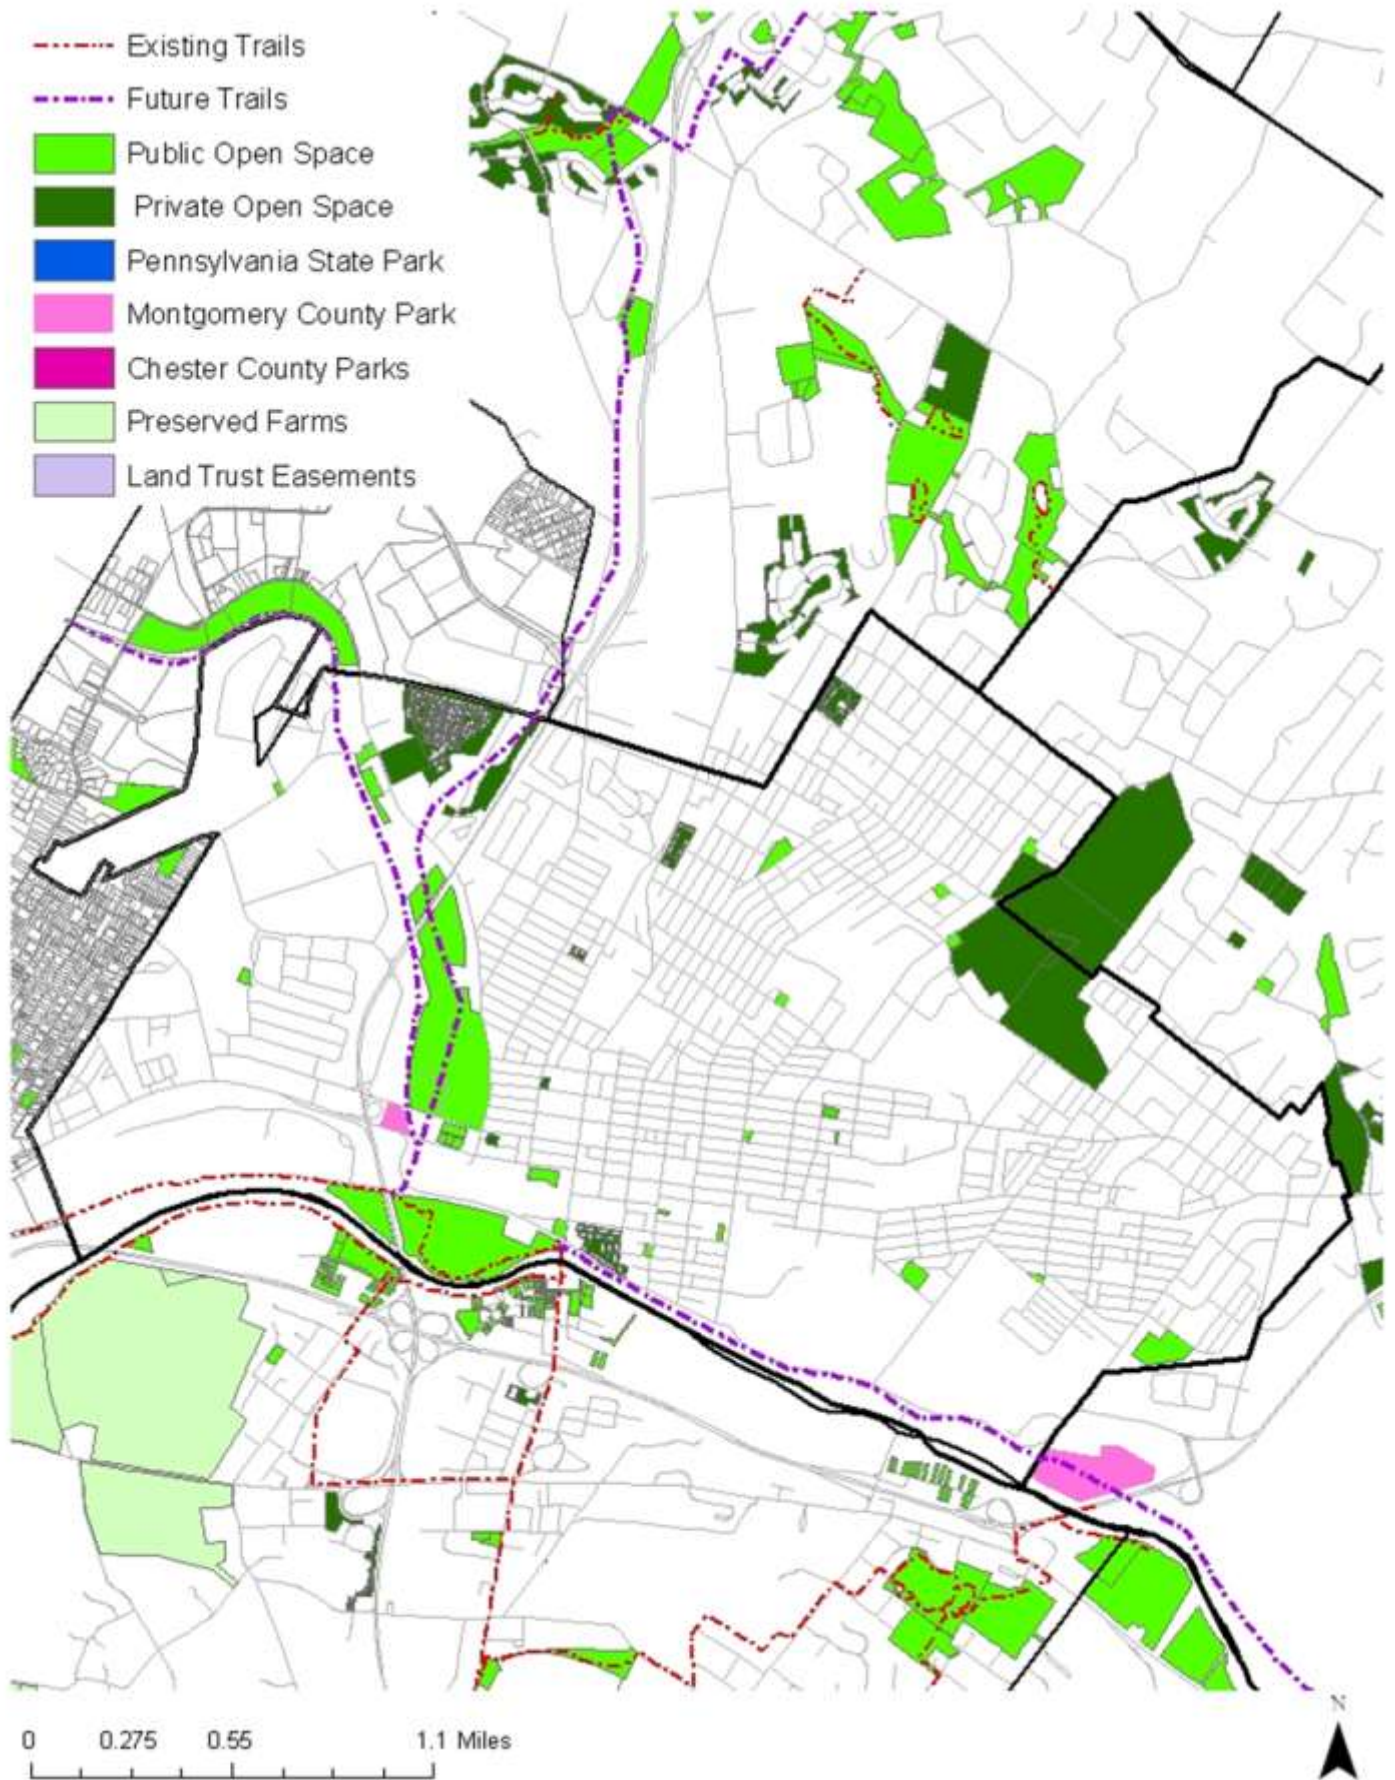 Existing Trails
Future Trails
Public Open Space
Private Open Space
Pennsylvania State Park
Montgomery County Park
Chester County Parks
Preserved Farms
Land Trust Easements
N
0 0.275 0.55 1.1 Miles